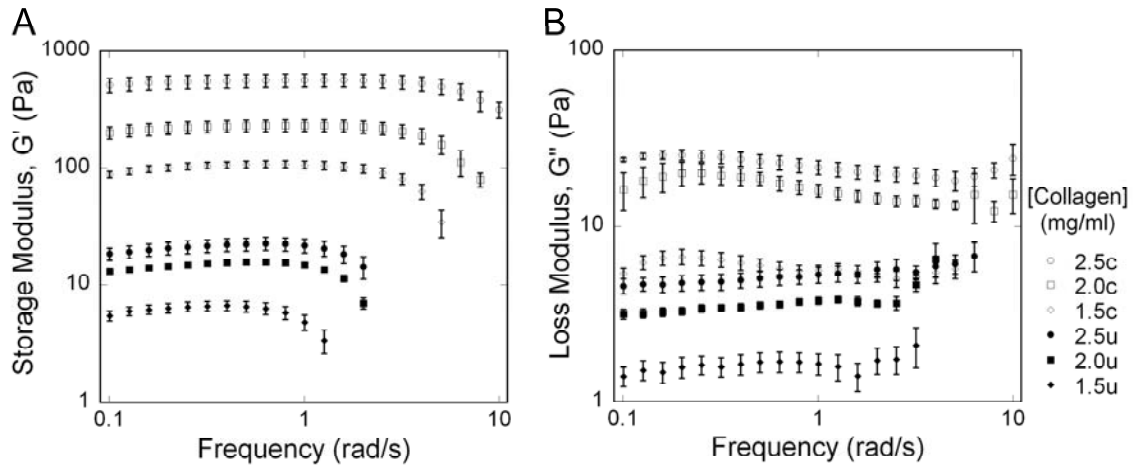 A
Storage Modulus, G' (Pa)
1000
100
10
1
0.1
1
10
Frequency (rad/s)
B
Loss Modulus, G'' (Pa)
100
10
1
0.1
1
10
Frequency (rad/s)
[Collagen]
(mg/ml)
2.5c
2.0c
1.5c
2.5u
2.0u
1.5u